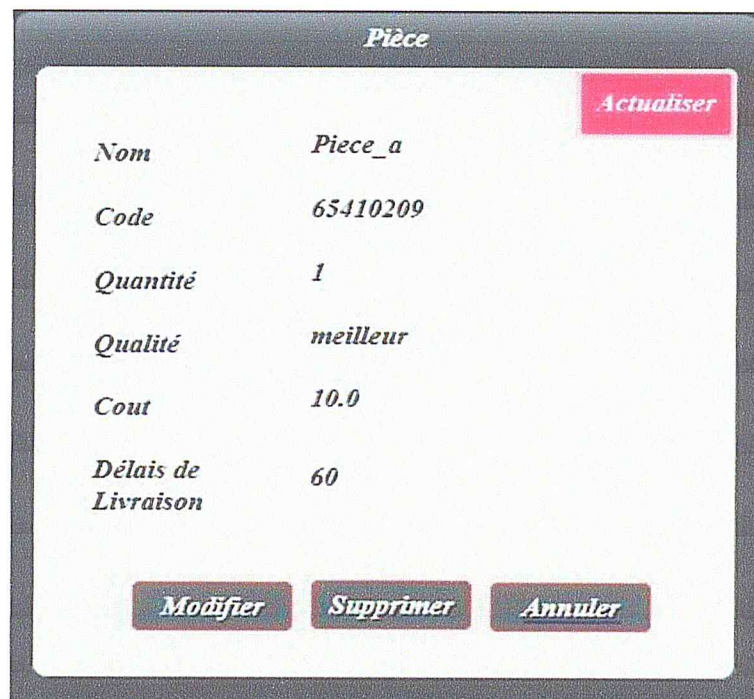 Pièce
Actualiser
Nom Piece_a
Code 65410209
Quantité 1
Qualité meilleur
Cout 10.0
Délais de
Livraison 60
Modifier Supprimer Annuler